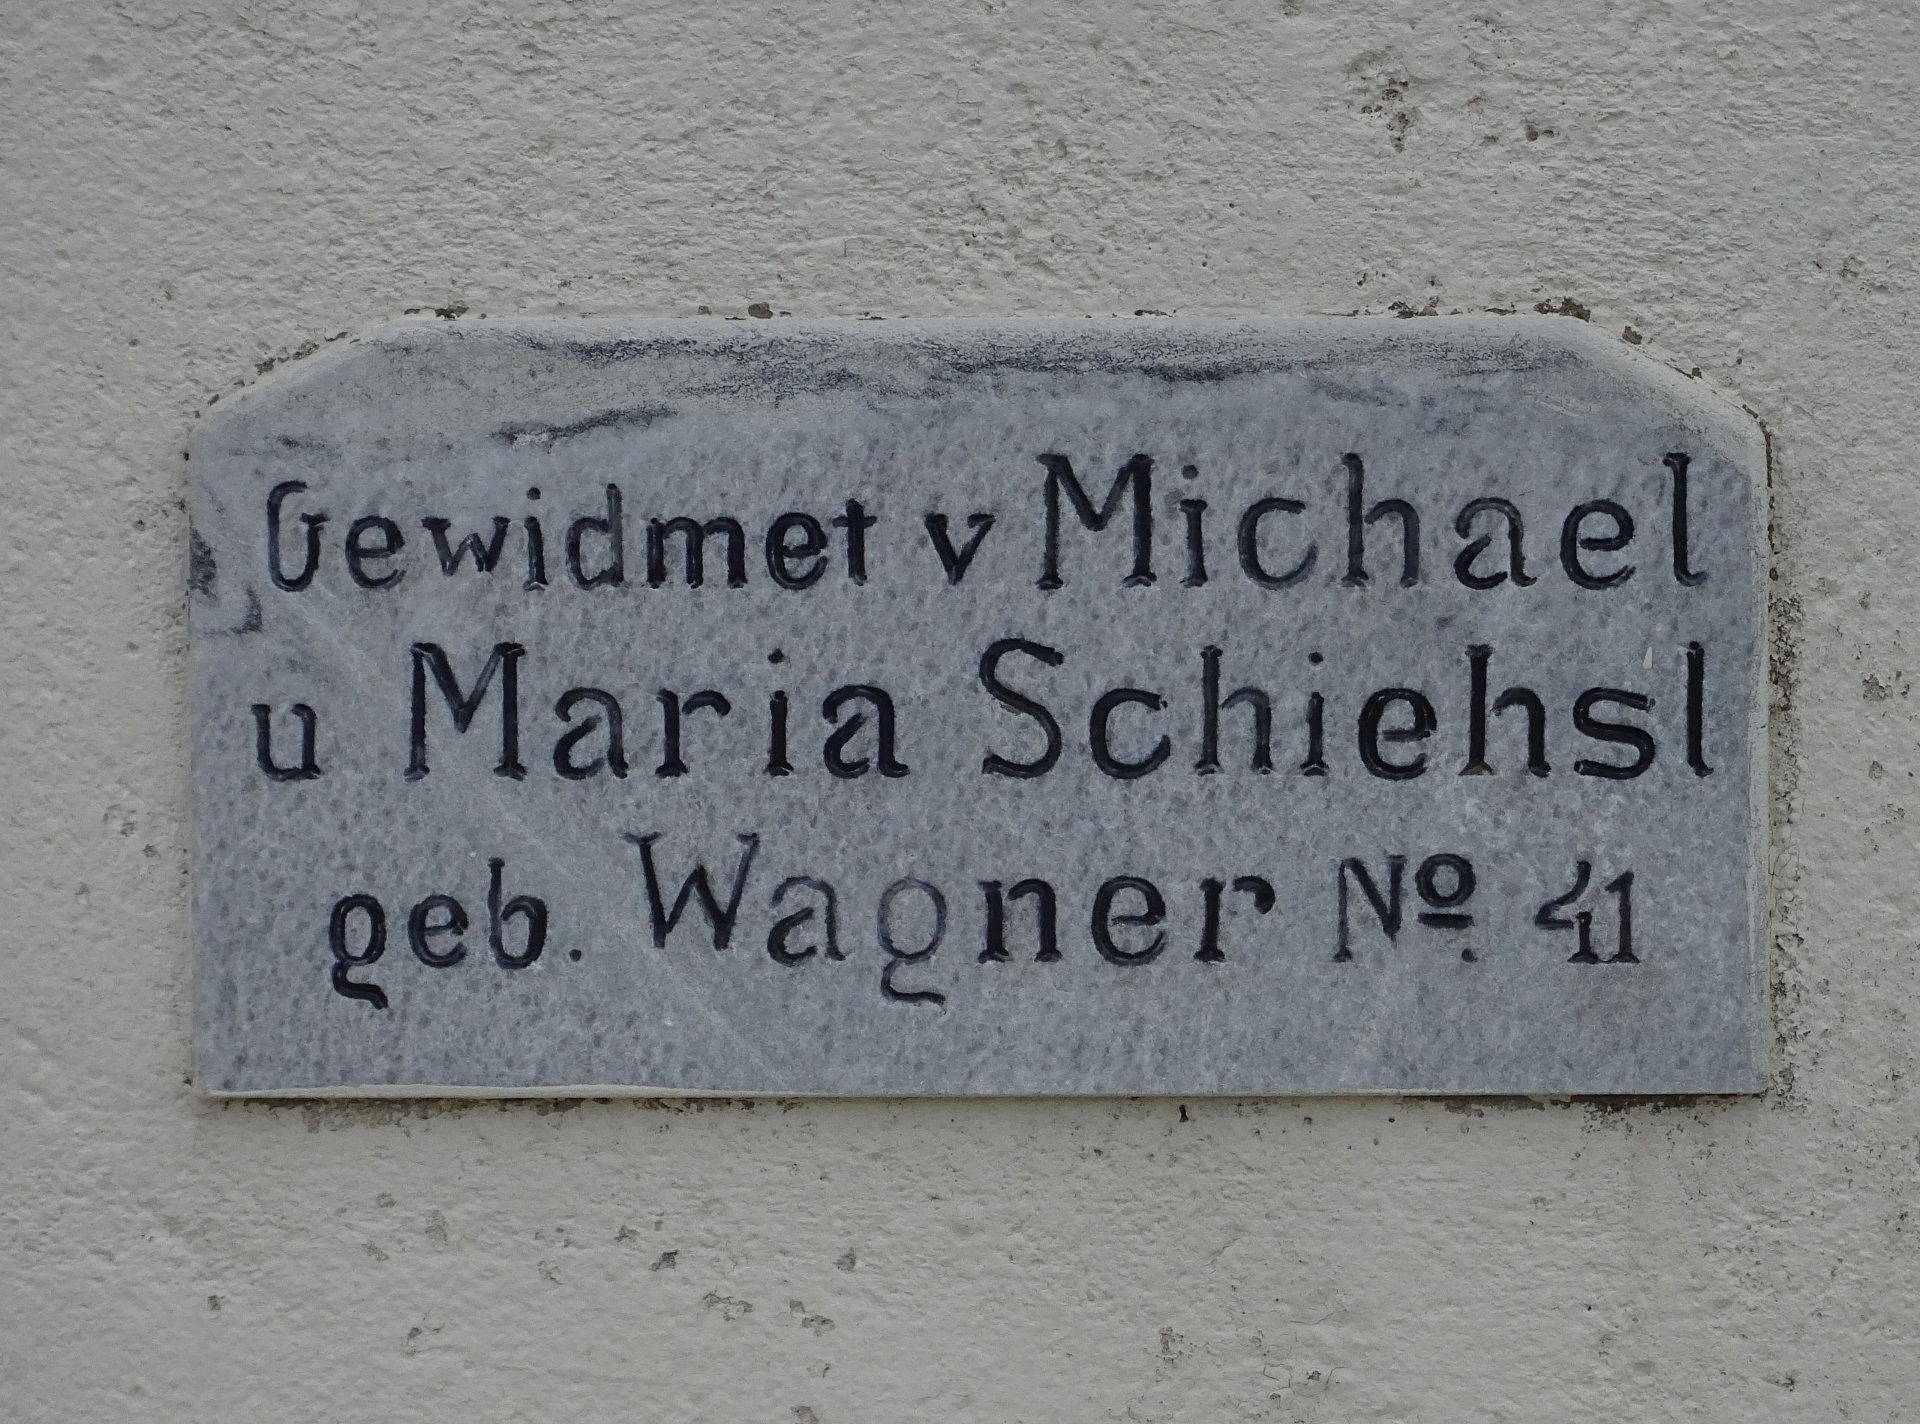 Gewidmet v Michael
u Maria Schiehsl
geb. Wagner Nº. 41